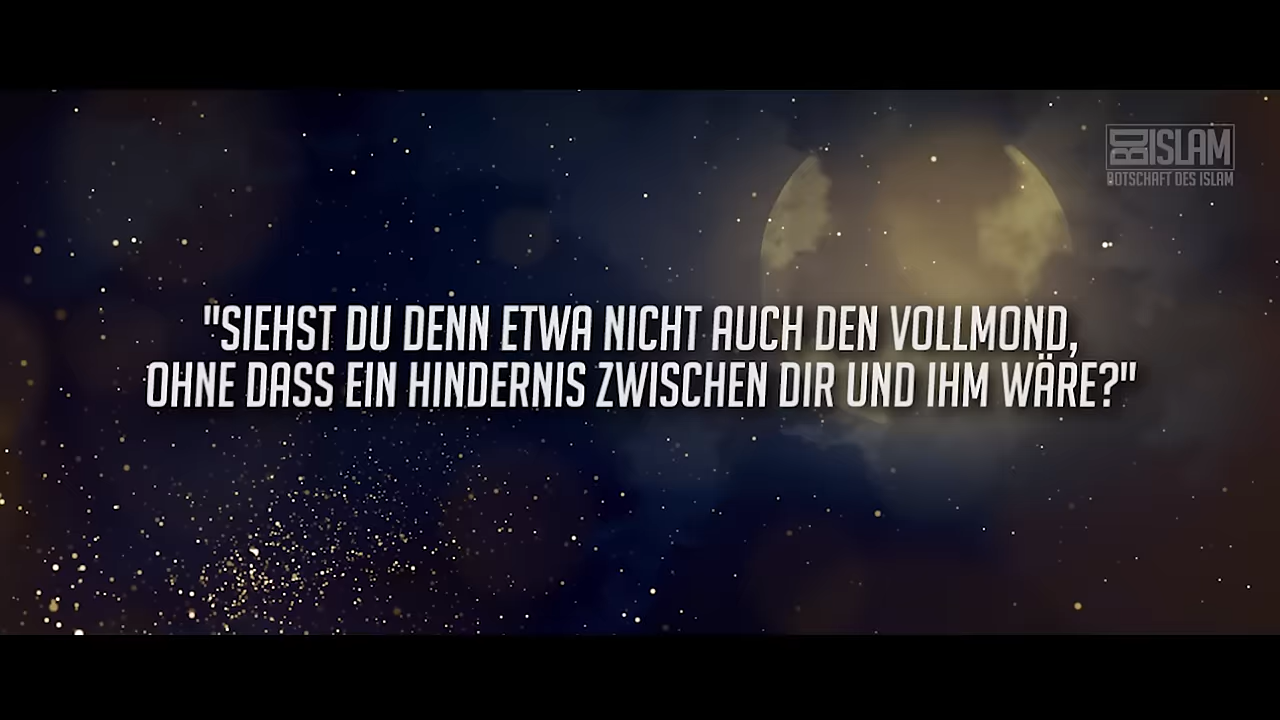 BDISLAM
BOTSCHAFT DES ISLAM
"SIEHST DU DENN ETWA NICHT AUCH DEN VOLLMOND,
OHNE DASS EIN HINDERNIS ZWISCHEN DIR UND IHM WÄRE?"